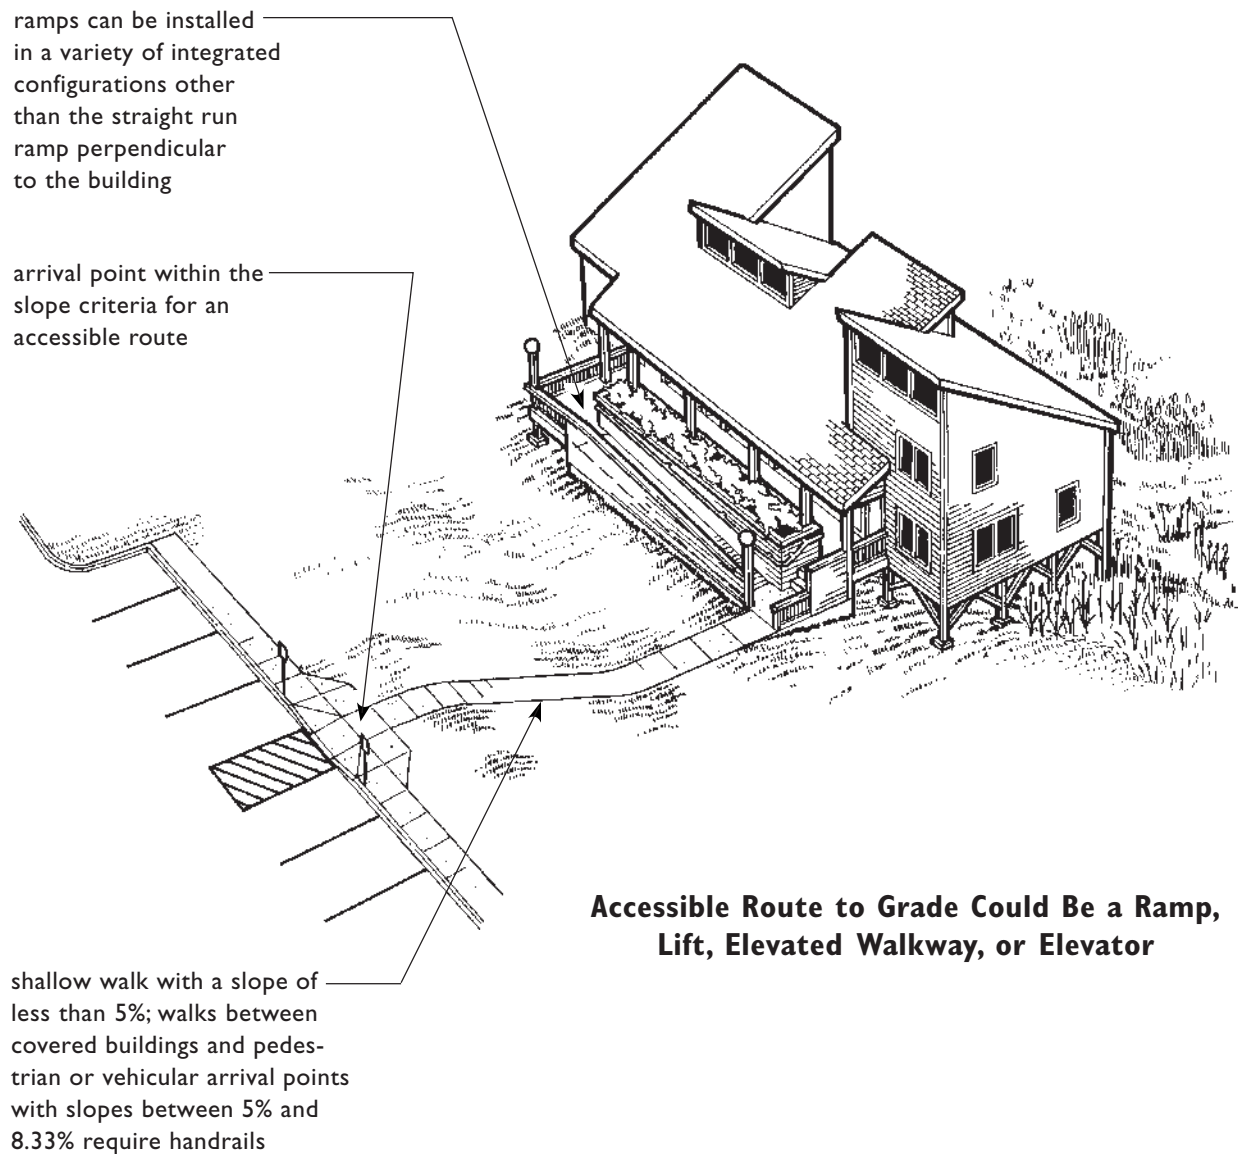 ramps can be installed
in a variety of integrated
configurations other
than the straight run
ramp perpendicular
to the building
arrival point within the
slope criteria for an
accessible route
Accessible Route to Grade Could Be a Ramp,
Lift, Elevated Walkway, or Elevator
shallow walk with a slope of
less than 5%; walks between
covered buildings and pedes-
trian or vehicular arrival points
with slopes between 5% and
8.33% require handrails